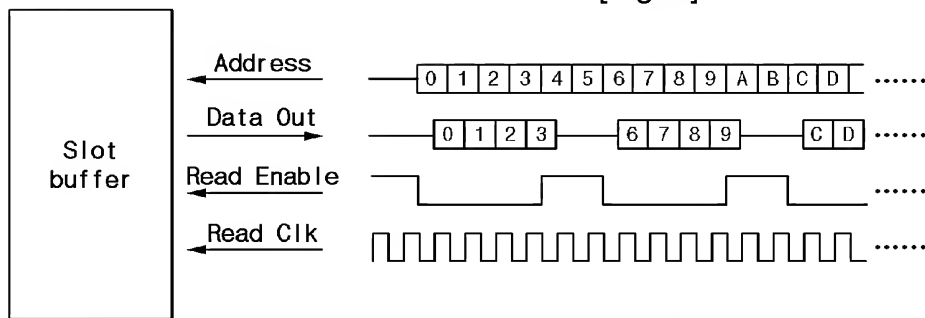 Address
0 1 2 3 4 5 6 7 8 9 A B C D ......
Data Out
0 1 2 3 6 7 8 9 C D ......
Slot
buffer
Read Enable
......
Read Clk
......